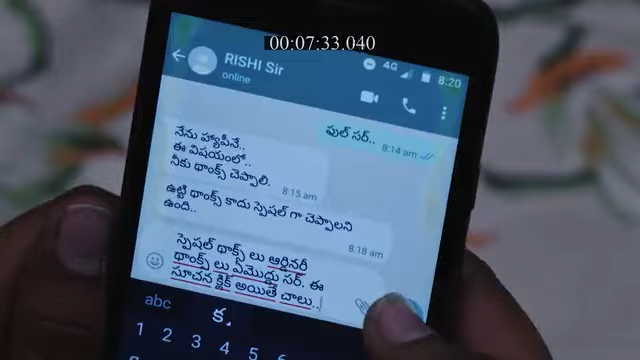 00:07:33.040
4G 8:20
RISHI Sir
online
ఫుల్ సర్..
8:14 am
నేను హ్యాపీనే..
ఈ విషయంలో..
నీకు థాంక్స్ చెప్పాలి.
8:15 am
ఉట్టి థాంక్స్ కాదు స్పెషల్ గా చెప్పాలని
ఉంది..
8:18 am
స్పెషల్ థాక్స్ లు ఆర్డినరీ
థాంక్స్ లు ఏమొద్దు సర్. ఈ
సూచన క్లిక్ అయితే చాలు..
abc క.
1 2 3 4 5